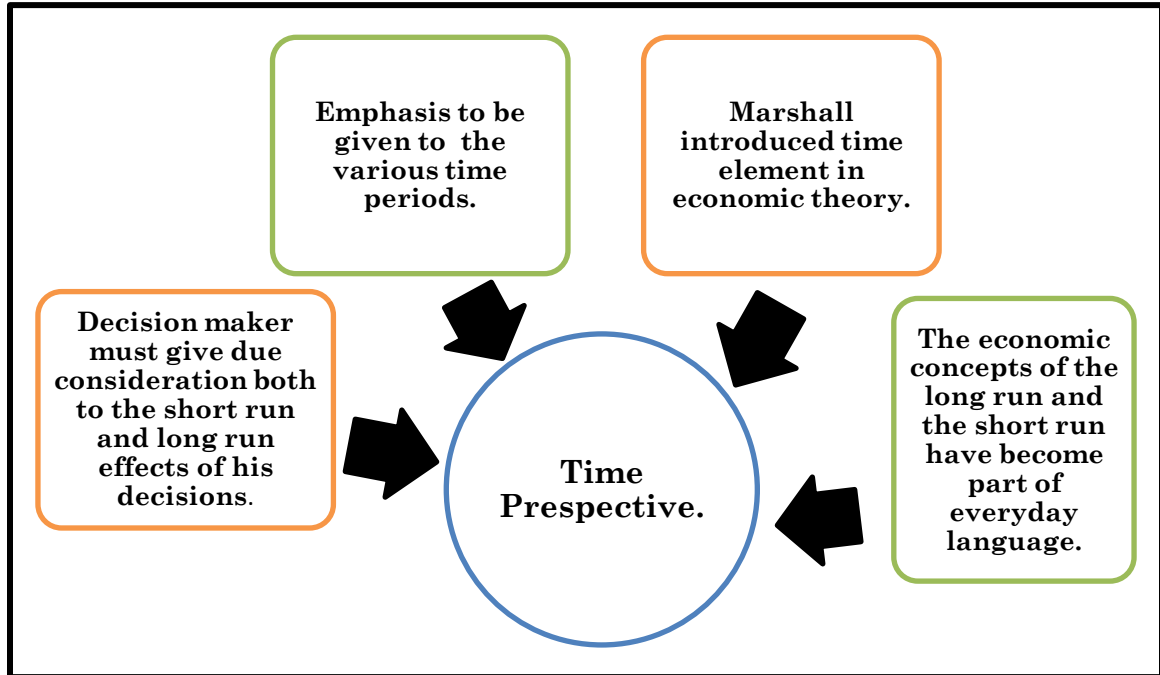 Emphasis to be
given to the
various time
periods.
Marshall
introduced time
element in
economic theory.
Decision maker
must give due
consideration both
to the short run
and long run
effects of his
decisions.
The economic
concepts of the
long run and
the short run
have become
part of
everyday
language.
Time
Prespective.